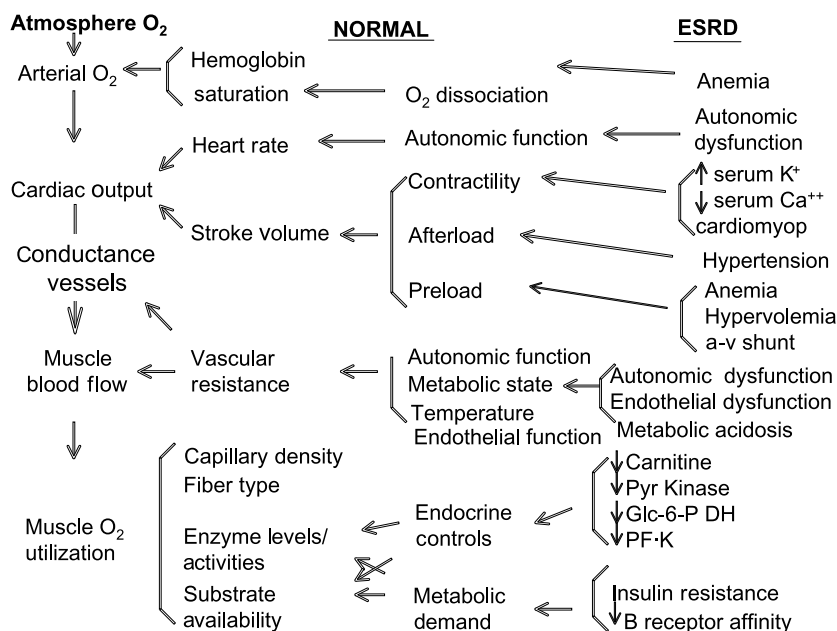 Atmosphere O₂
NORMAL
ESRD
Arterial O₂
Hemoglobin
saturation
O₂ dissociation
Anemia
Heart rate
Autonomic function
Autonomic
dysfunction
Cardiac output
Stroke volume
Contractility
Afterload
Preload
↑ serum K⁺
↓ serum Ca⁺⁺
cardiomyop
Hypertension
Anemia
Hypervolemia
a-v shunt
Conductance
vessels
Muscle
blood flow
Vascular
resistance
Autonomic function
Metabolic state
Temperature
Endothelial function
Autonomic dysfunction
Endothelial dysfunction
Metabolic acidosis
Muscle O₂
utilization
Capillary density
Fiber type
Enzyme levels/
activities
Substrate
availability
Endocrine
controls
Metabolic
demand
↓ Carnitine
↓ Pyr Kinase
↓ Glc-6-P DH
↓ PF·K
Insulin resistance
↓ B receptor affinity